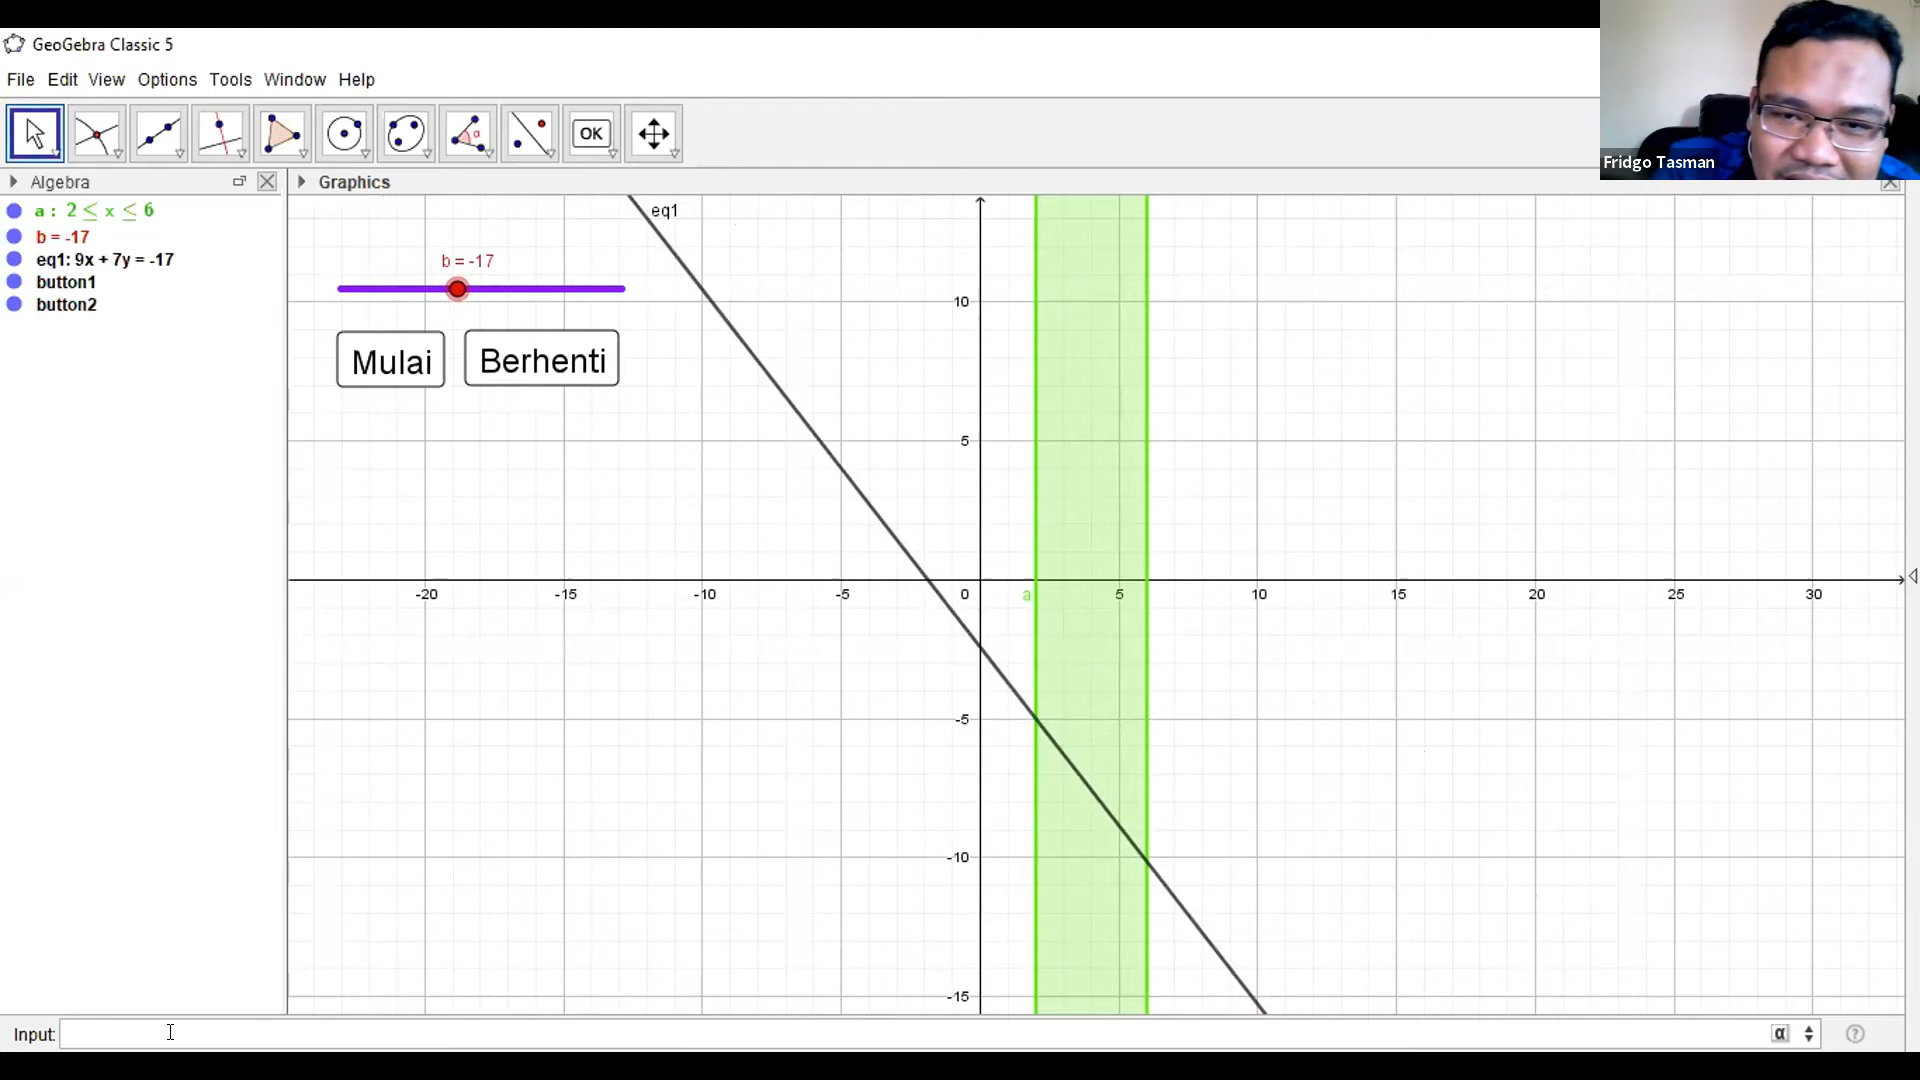 GeoGebra Classic 5
File Edit View Options Tools Window Help
α
OK
Fridgo Tasman
Algebra
Graphics
a : 2 ≤ x ≤ 6
b = -17
eq1: 9x + 7y = -17
button1
button2
eq1
b = -17
Mulai
Berhenti
10
5
-20 -15 -10 -5 0 a 5 10 15 20 25 30
-5
-10
-15
Input:
α
?